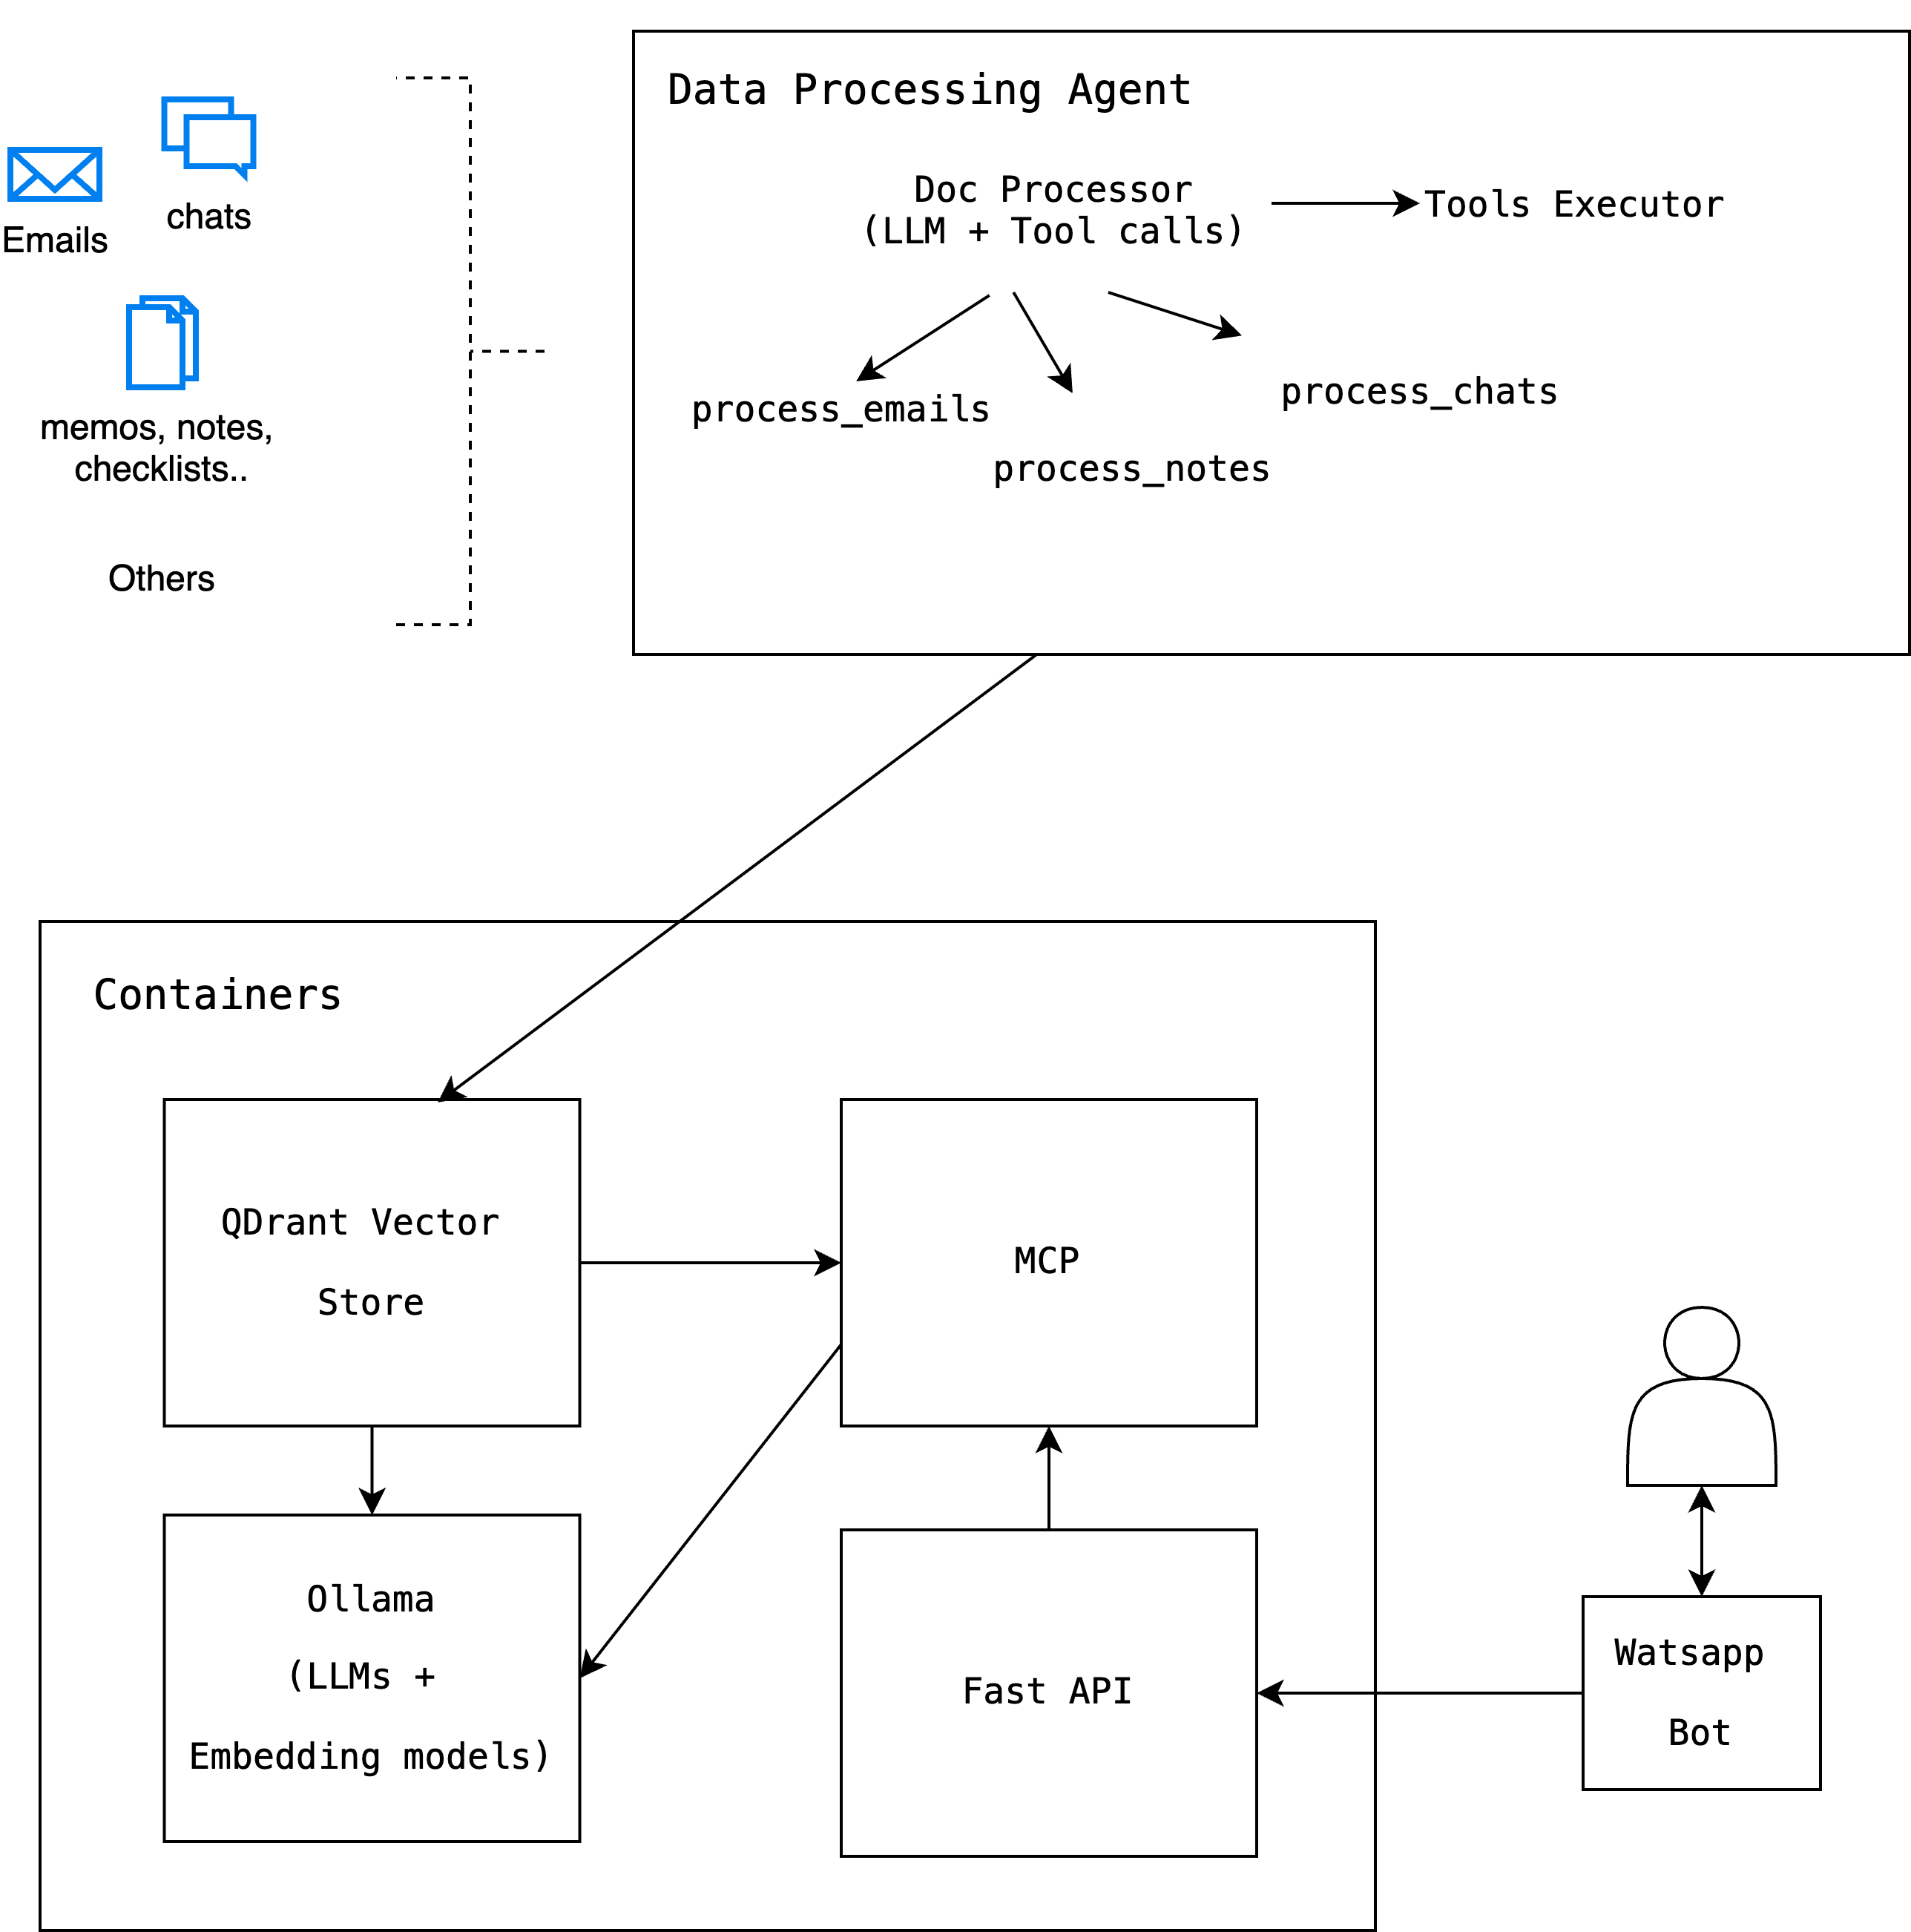 Emails
chats
memos, notes,
checklists..
Others
Data Processing Agent
Doc Processor
(LLM + Tool calls)
Tools Executor
process_emails
process_notes
process_chats
Containers
QDrant Vector
Store
MCP
Ollama
(LLMs +
Embedding models)
Fast API
Watsapp
Bot